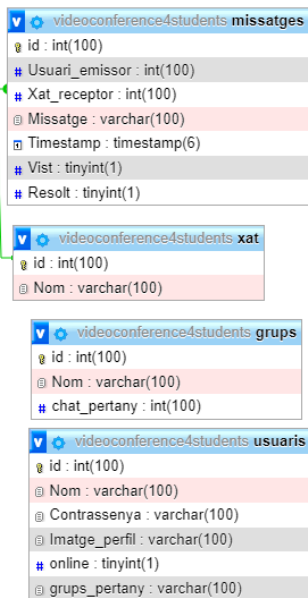 videoconference4students missatges
id : int(100)
# Usuari_emissor : int(100)
# Xat_receptor : int(100)
Missatge : varchar(100)
Timestamp : timestamp(6)
# Vist : tinyint(1)
# Resolt : tinyint(1)
videoconference4students xat
id : int(100)
Nom : varchar(100)
videoconference4students grups
id : int(100)
Nom : varchar(100)
# chat_pertany : int(100)
videoconference4students usuaris
id : int(100)
Nom : varchar(100)
Contrassenya : varchar(100)
Imatge_perfil : varchar(100)
# online : tinyint(1)
grups_pertany : varchar(100)